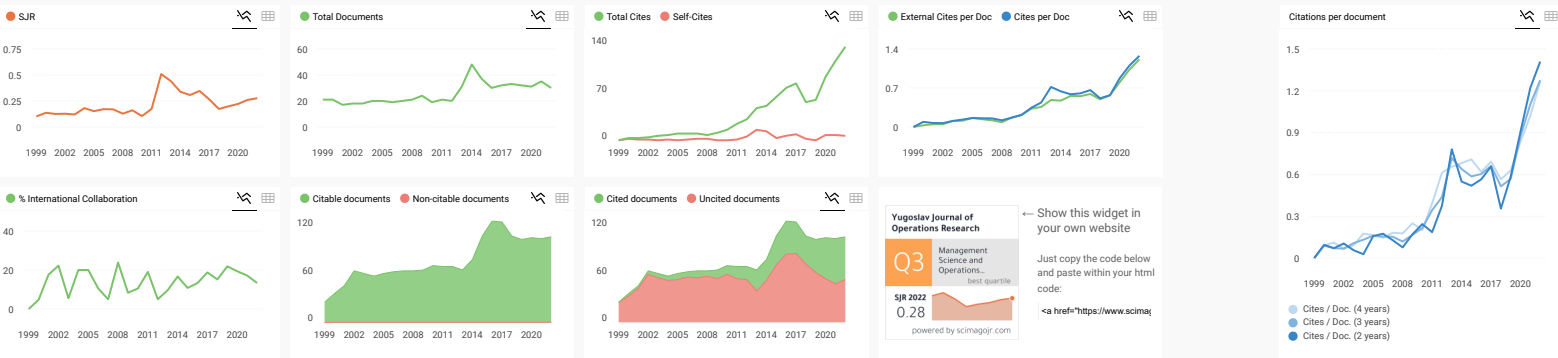 SJR
0.75
0.5
0.25
0
1999 2002 2005 2008 2011 2014 2017 2020
Total Documents
60
40
20
0
1999 2002 2005 2008 2011 2014 2017 2020
Total Cites Self-Cites
140
70
0
1999 2002 2005 2008 2011 2014 2017 2020
External Cites per Doc Cites per Doc
1.4
0.7
0
1999 2002 2005 2008 2011 2014 2017 2020
Citations per document
1.5
1.2
0.9
0.6
0.3
0
1999 2002 2005 2008 2011 2014 2017 2020
Cites / Doc. (4 years)
Cites / Doc. (3 years)
Cites / Doc. (2 years)
% International Collaboration
40
20
0
1999 2002 2005 2008 2011 2014 2017 2020
Citable documents Non-citable documents
120
60
0
1999 2002 2005 2008 2011 2014 2017 2020
Cited documents Uncited documents
120
60
0
1999 2002 2005 2008 2011 2014 2017 2020
Yugoslav Journal of
Operations Research
Q3
Management
Science and
Operations...
best quartile
SJR 2022
0.28
powered by scimagojr.com
← Show this widget in
your own website
Just copy the code below
and paste within your html
code:
<a href="https://www.scimag